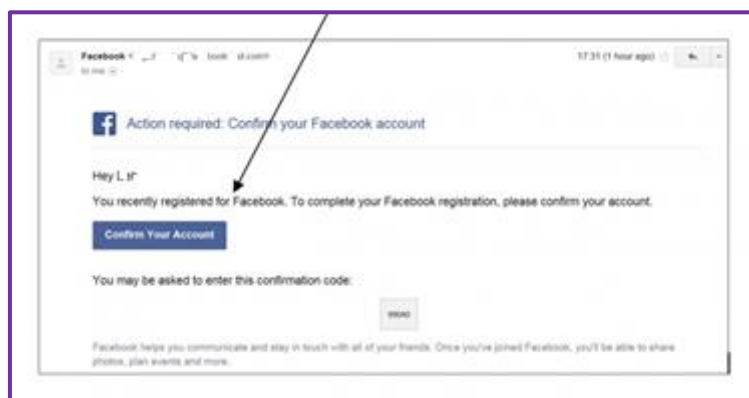 Facebook
17:31 (1 hour ago)
to me
Action required: Confirm your Facebook account
Hey
You recently registered for Facebook. To complete your Facebook registration, please confirm your account.
Confirm Your Account
You may be asked to enter this confirmation code:
Facebook helps you communicate and stay in touch with all of your friends. Once you've joined Facebook, you'll be able to share
photos, plan events and more.